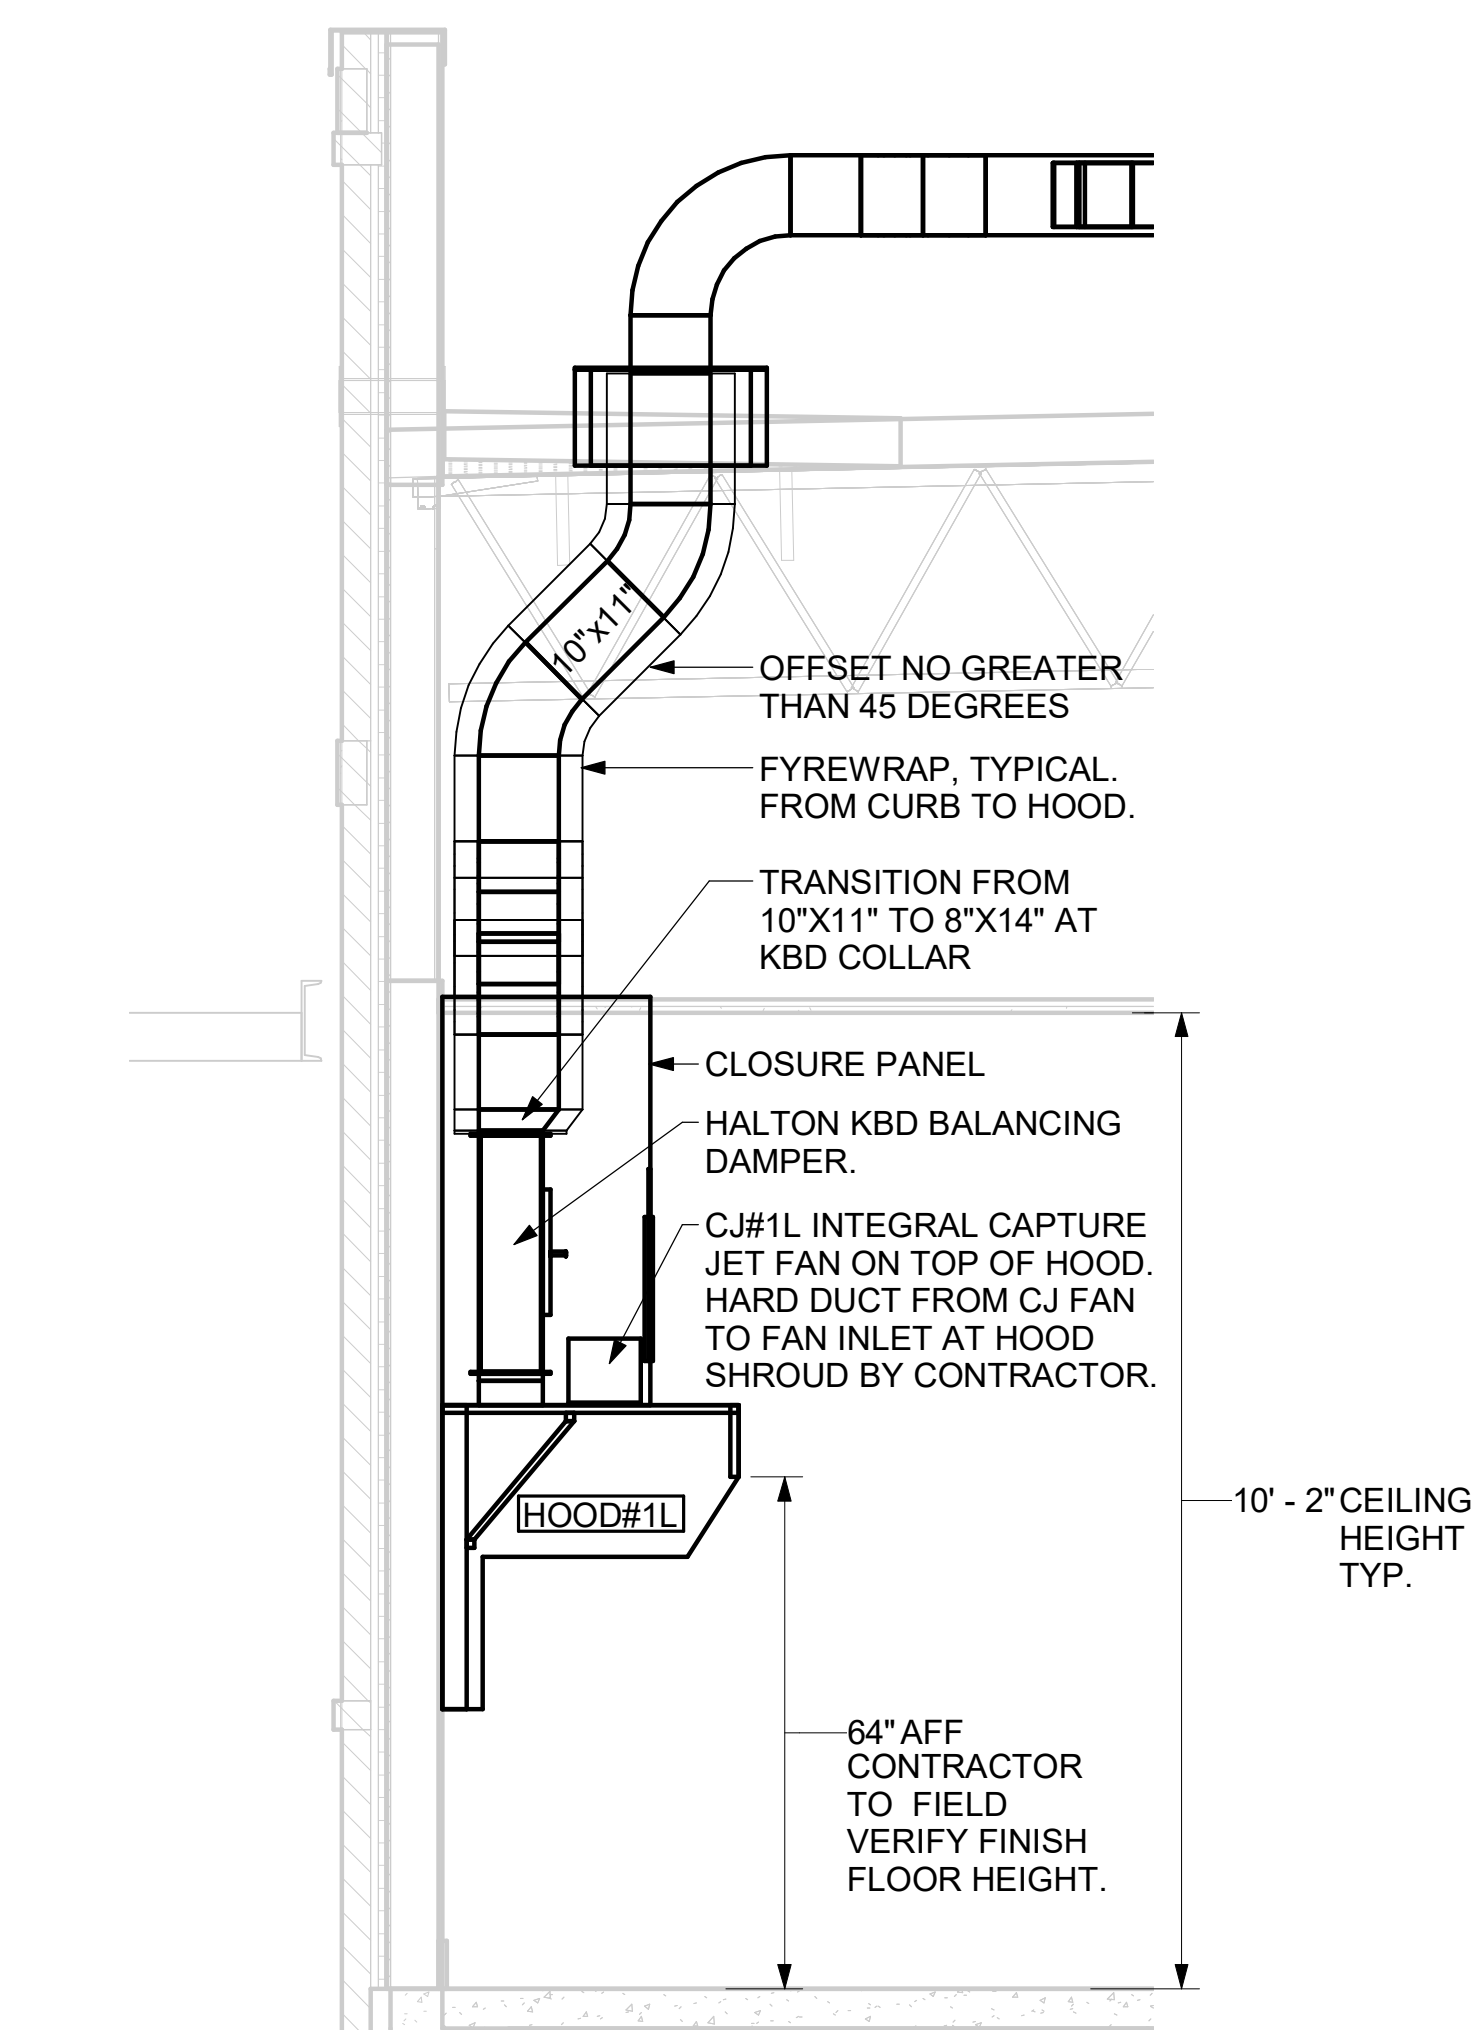 10"x11"
OFFSET NO GREATER
THAN 45 DEGREES
FYREWRAP, TYPICAL.
FROM CURB TO HOOD.
TRANSITION FROM
10"X11" TO 8"X14" AT
KBD COLLAR
CLOSURE PANEL
HALTON KBD BALANCING
DAMPER.
CJ#1L INTEGRAL CAPTURE
JET FAN ON TOP OF HOOD.
HARD DUCT FROM CJ FAN
TO FAN INLET AT HOOD
SHROUD BY CONTRACTOR.
HOOD#1L
10' - 2" CEILING
HEIGHT
TYP.
64" AFF
CONTRACTOR
TO FIELD
VERIFY FINISH
FLOOR HEIGHT.